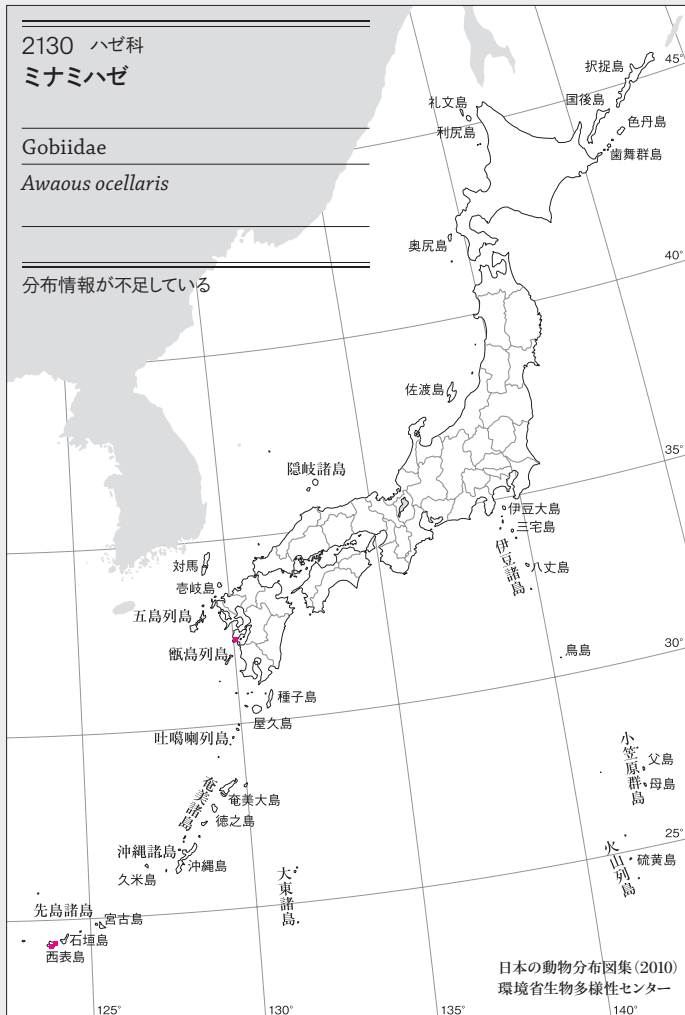 2130 ハゼ科
ミナミハゼ
Gobiidae
Awaous ocellaris
分布情報が不足している
択捉島
45°
国後島
礼文島
色丹島
利尻島
歯舞群島
奥尻島
40°
佐渡島
35°
隠岐諸島
伊豆大島
三宅島
伊豆諸島
八丈島
対馬
壱岐島
五島列島
甑島列島
鳥島
30°
種子島
屋久島
吐噶喇列島
小笠原群島
父島
母島
奄美諸島
奄美大島
徳之島
25°
沖縄諸島
沖縄島
久米島
火山列島
硫黄島
大東諸島
先島諸島
宮古島
石垣島
西表島
日本の動物分布図集(2010)
環境省生物多様性センター
125°
130°
135°
140°